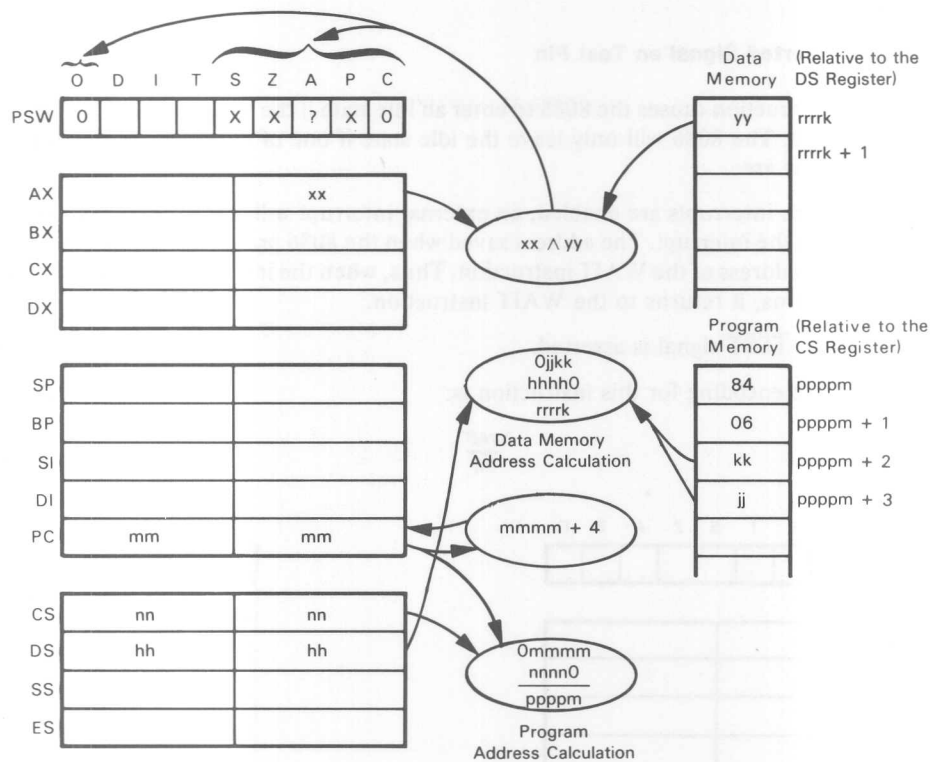 O D I T S Z A P C
PSW 0 X X ? X 0
AX xx
BX
CX
DX
xx ∧ yy
Data Memory
(Relative to the DS Register)
yy rrrrk
rrrrk + 1
SP
BP
SI
DI
PC mm mm
0jjkk
hhhh0
rrrrk
Data Memory
Address Calculation
mmmm + 4
Program Memory
(Relative to the CS Register)
84 ppppm
06 ppppm + 1
kk ppppm + 2
jj ppppm + 3
CS nn nn
DS hh hh
SS
ES
0mmmm
nnnn0
ppppm
Program
Address Calculation